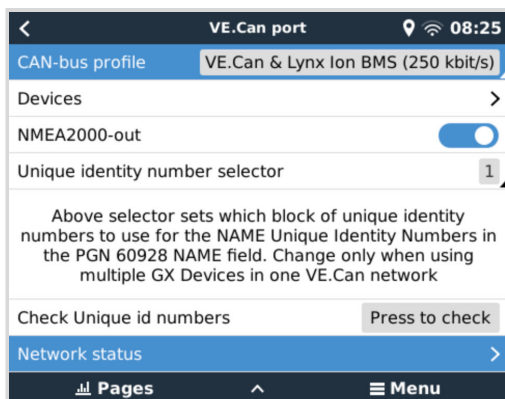 VE.Can port 08:25
CAN-bus profile VE.Can & Lynx Ion BMS (250 kbit/s)
Devices
NMEA2000-out
Unique identity number selector 1
Above selector sets which block of unique identity
numbers to use for the NAME Unique Identity Numbers in
the PGN 60928 NAME field. Change only when using
multiple GX Devices in one VE.Can network
Check Unique id numbers Press to check
Network status
Pages Menu